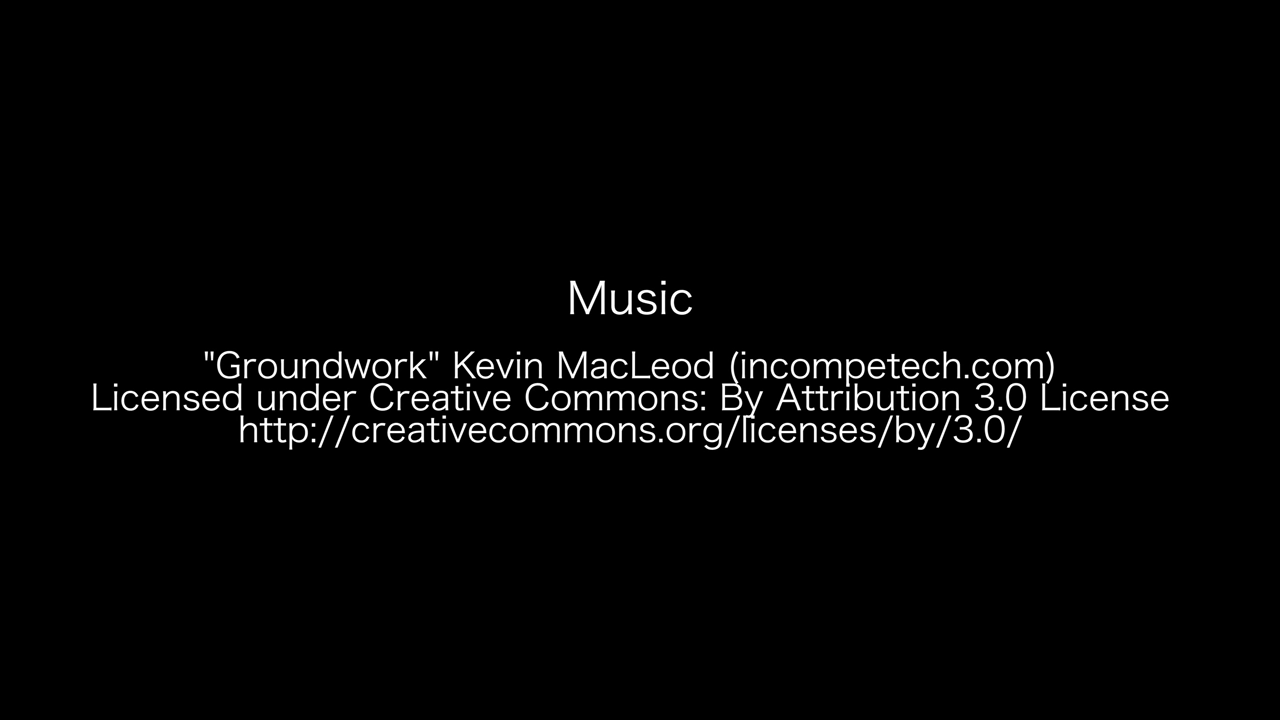 Music
"Groundwork" Kevin MacLeod (incompetech.com)
Licensed under Creative Commons: By Attribution 3.0 License
http://creativecommons.org/licenses/by/3.0/